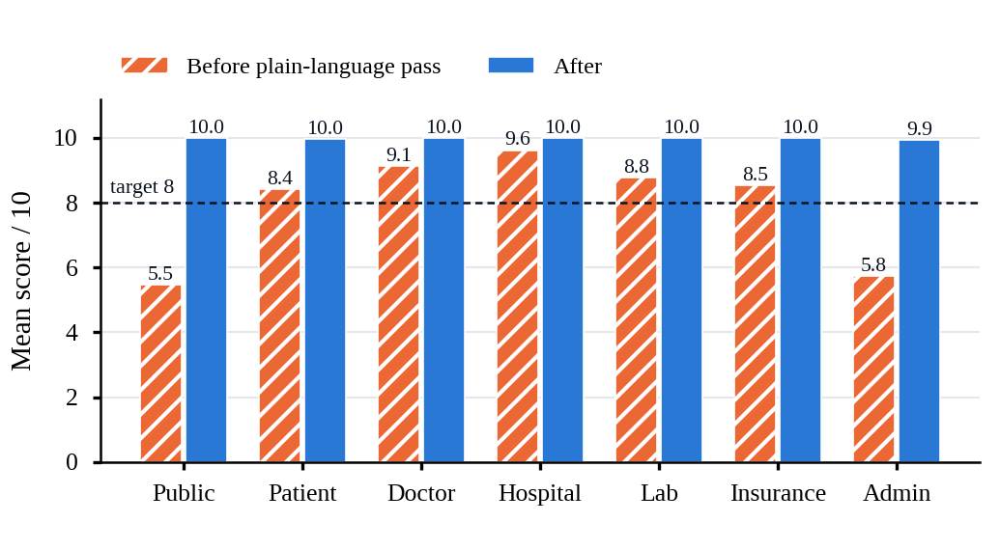 Before plain-language pass After
Mean score / 10
10
8
6
4
2
0
target 8
5.5 10.0 8.4 10.0 9.1 10.0 9.6 10.0 8.8 10.0 8.5 10.0 5.8 9.9
Public Patient Doctor Hospital Lab Insurance Admin